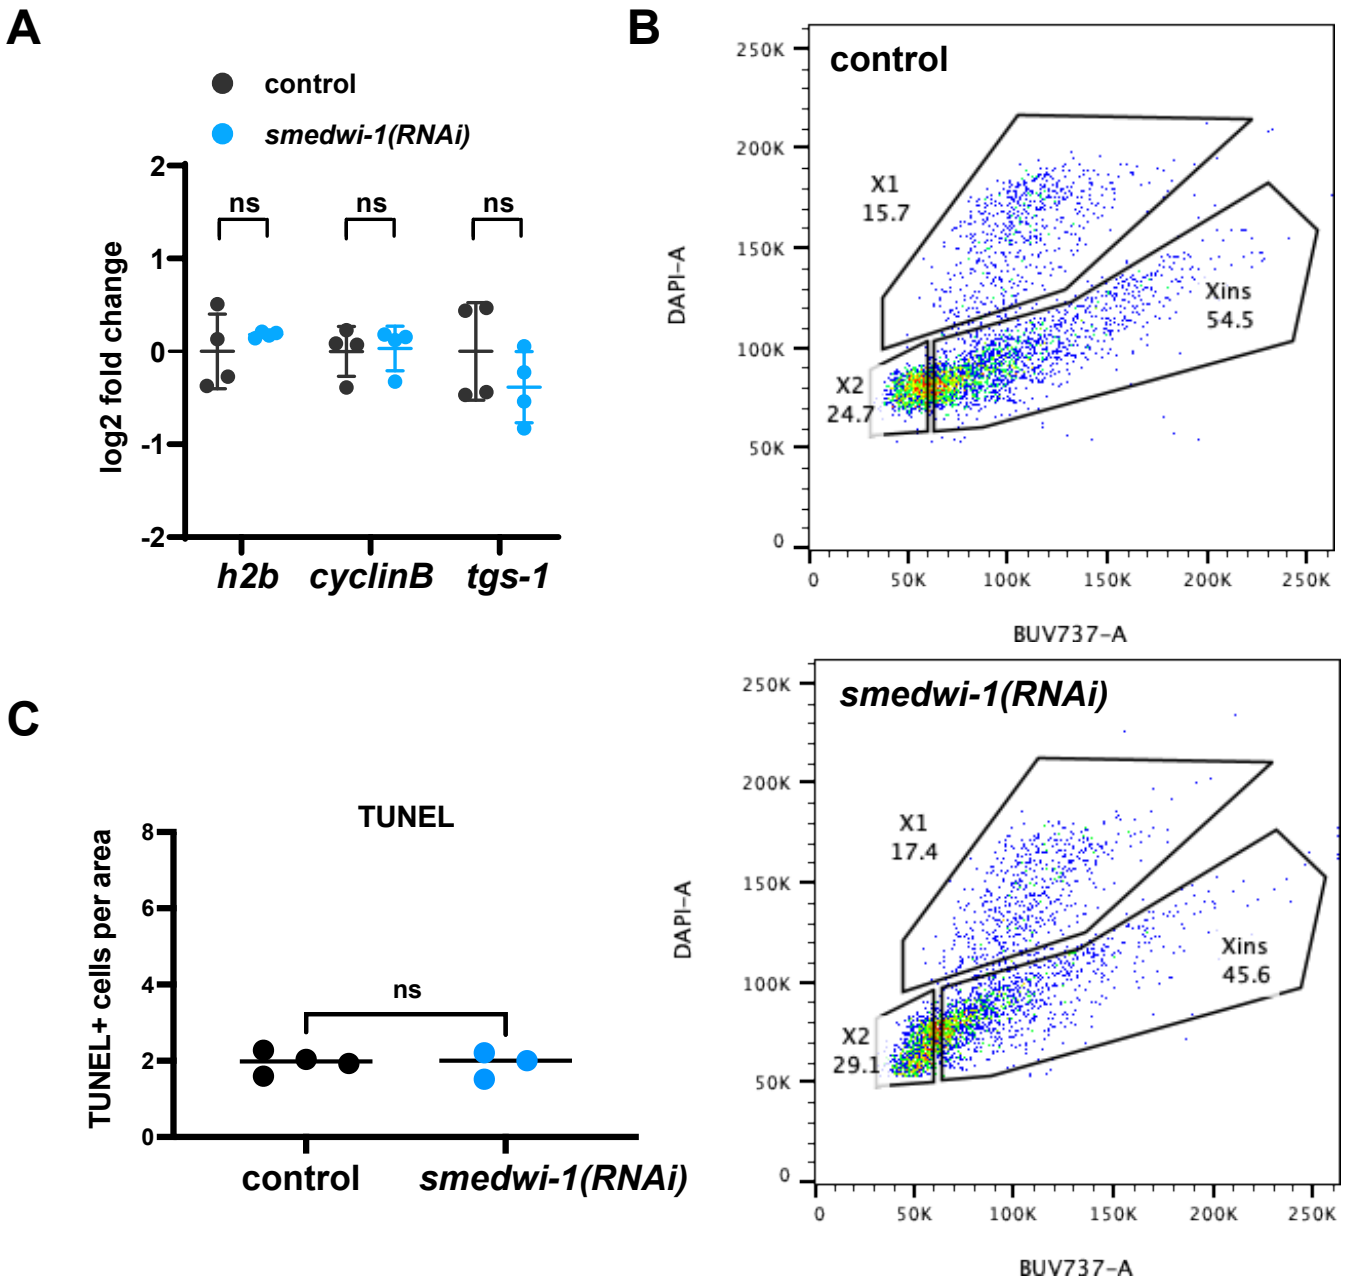 A
control
smedwi-1(RNAi)
log2 fold change
2
1
0
-1
-2
ns
ns
ns
h2b
cyclinB
tgs-1
B
control
DAPI-A
250K
200K
150K
100K
50K
0
X1
15.7
Xins
54.5
X2
24.7
0
50K
100K
150K
200K
250K
BUV737-A
smedwi-1(RNAi)
DAPI-A
250K
200K
150K
100K
50K
0
X1
17.4
Xins
45.6
X2
29.1
0
50K
100K
150K
200K
250K
BUV737-A
C
TUNEL
TUNEL+ cells per area
8
6
4
2
0
ns
control
smedwi-1(RNAi)